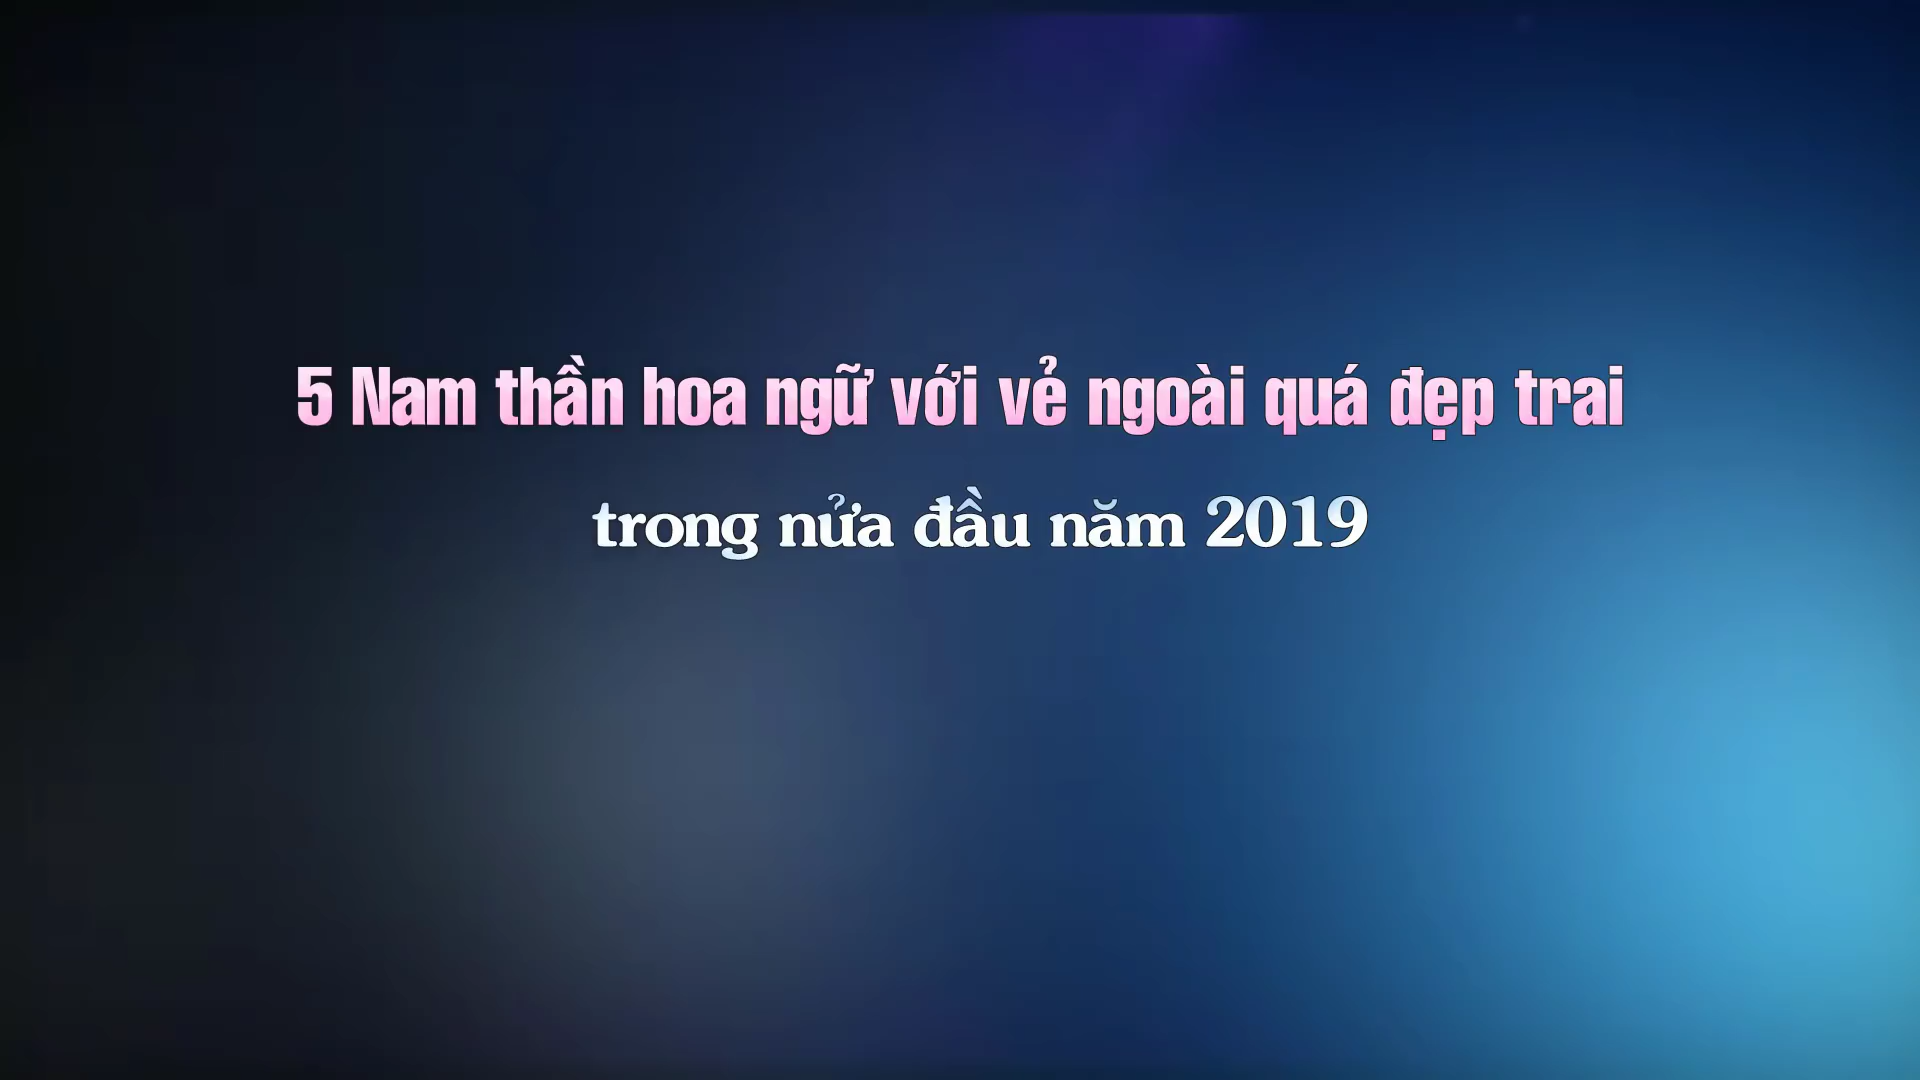 5 Nam thần hoa ngữ với vẻ ngoài quá đẹp trai
trong nửa đầu năm 2019